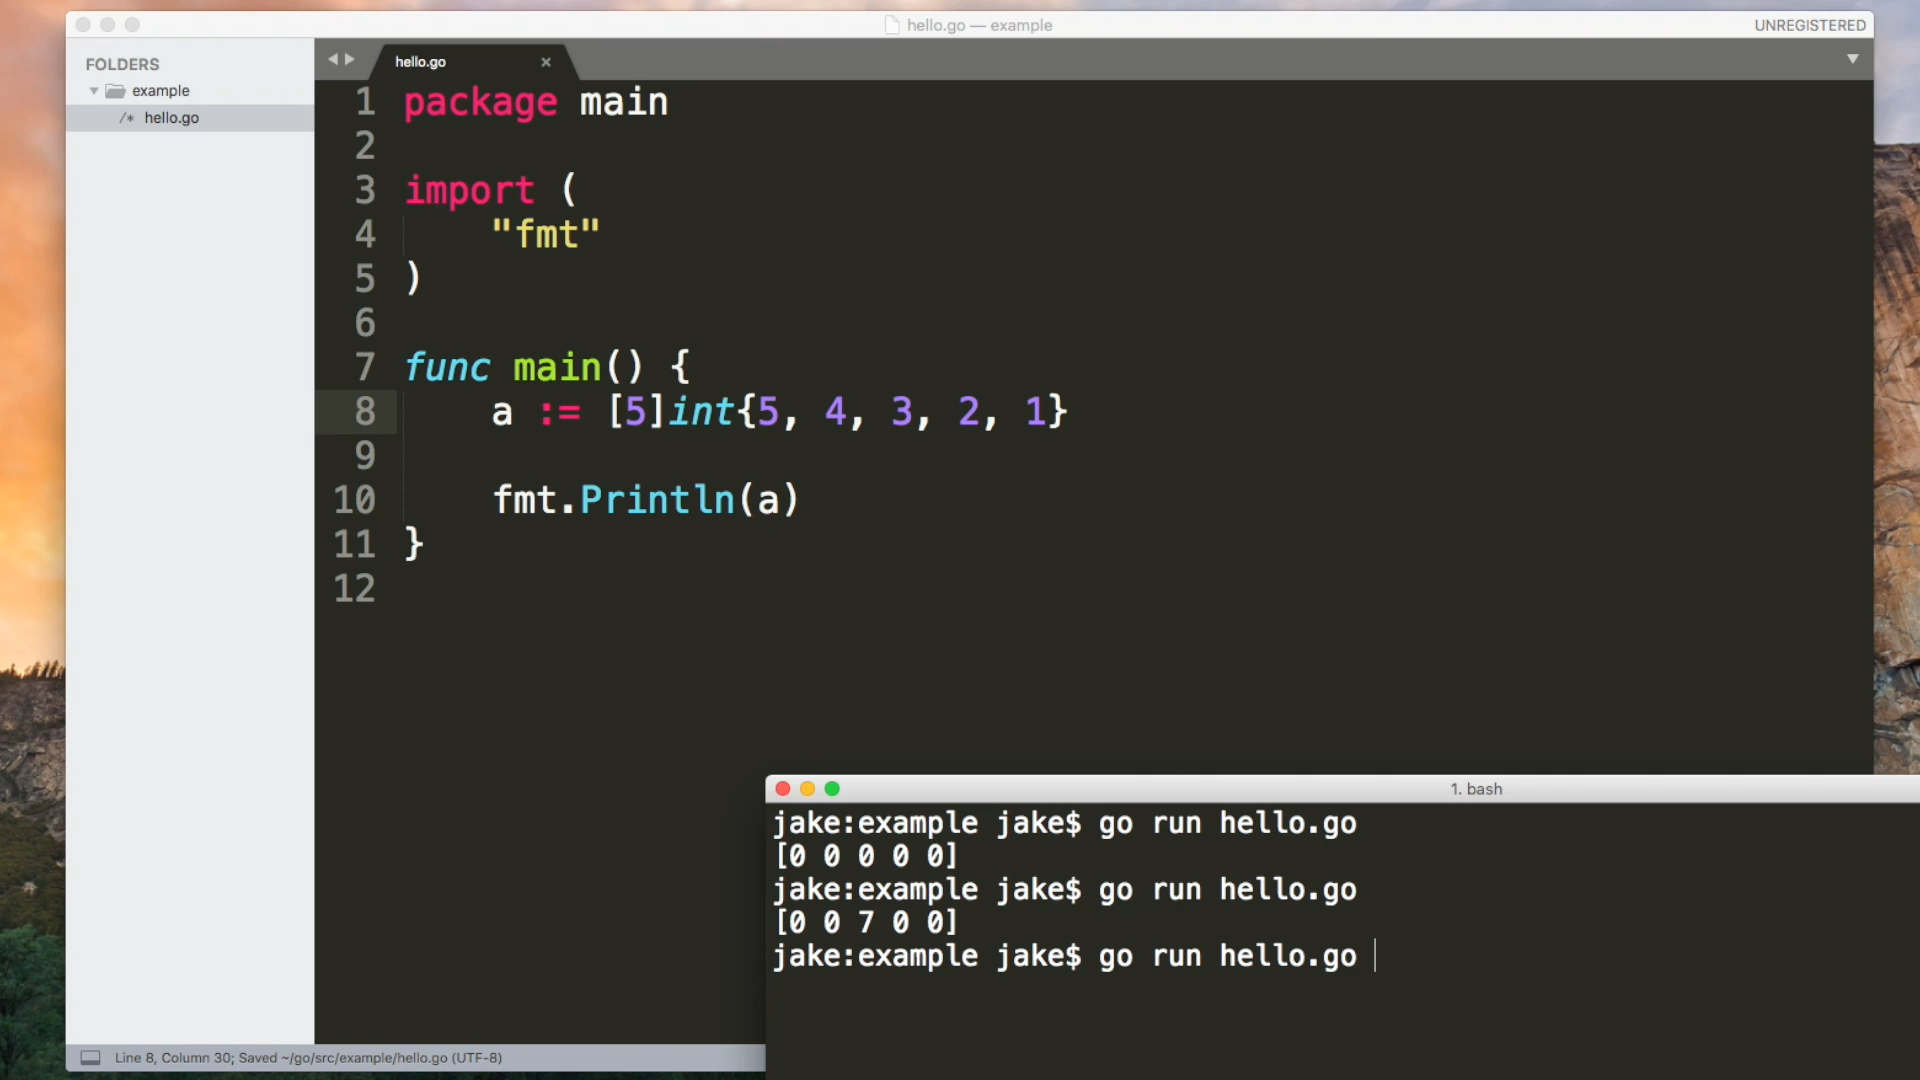 hello.go — example
UNREGISTERED
FOLDERS
example
/* hello.go
hello.go ×
1 package main
2
3 import (
4 "fmt"
5 )
6
7 func main() {
8 a := [5]int{5, 4, 3, 2, 1}
9
10 fmt.Println(a)
11 }
12
1. bash
jake:example jake$ go run hello.go
[0 0 0 0 0]
jake:example jake$ go run hello.go
[0 0 7 0 0]
jake:example jake$ go run hello.go
Line 8, Column 30; Saved ~/go/src/example/hello.go (UTF-8)